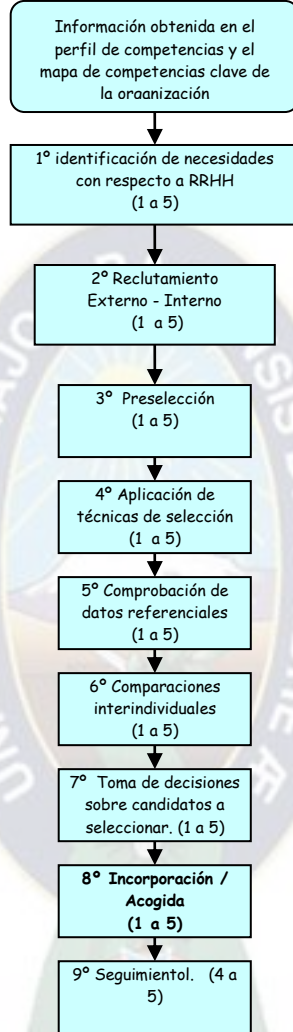 Información obtenida en el
perfil de competencias y el
mapa de competencias clave de
la oraanización
1º identificación de necesidades
con respecto a RRHH
(1 a 5)
2º Reclutamiento
Externo - Interno
(1 a 5)
3º Preselección
(1 a 5)
4º Aplicación de
técnicas de selección
(1 a 5)
5º Comprobación de
datos referenciales
(1 a 5)
6º Comparaciones
interindividuales
(1 a 5)
7º Toma de decisiones
sobre candidatos a
seleccionar. (1 a 5)
8º Incorporación /
Acogida
(1 a 5)
9º Seguimientol. (4 a
5)